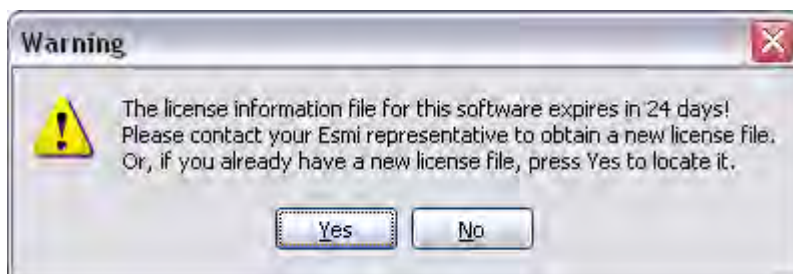 Warning
The license information file for this software expires in 24 days!
Please contact your Esmi representative to obtain a new license file.
Or, if you already have a new license file, press Yes to locate it.
Yes No